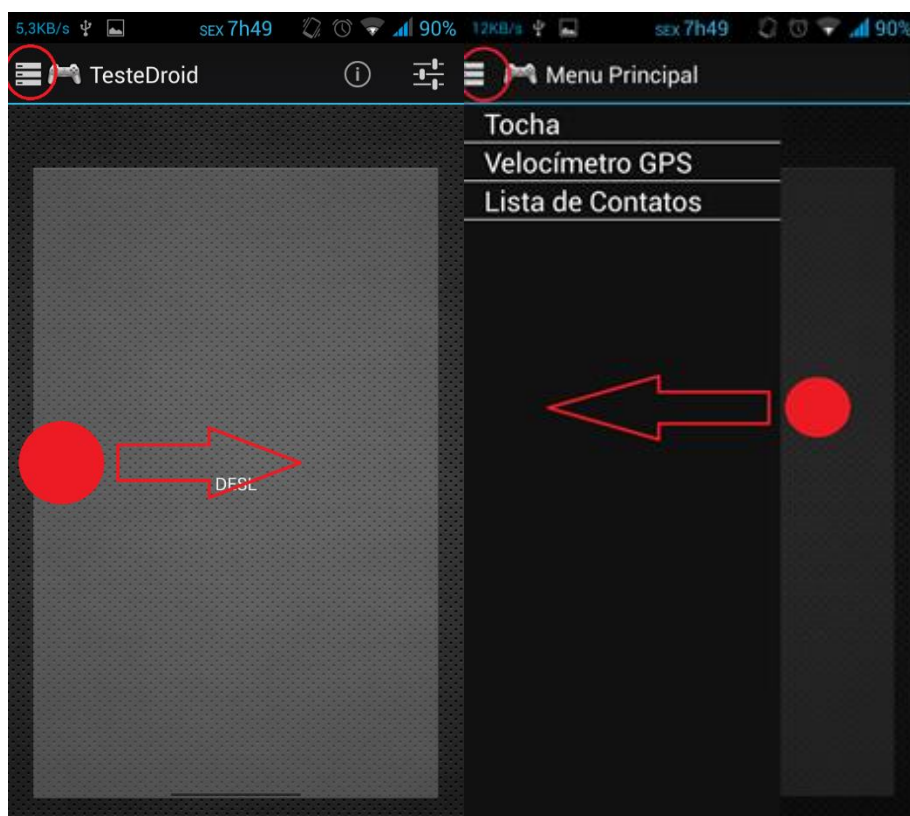 5,3KB/s SEX 7h49 90%
TesteDroid
DESL
12KB/s SEX 7h49 90%
Menu Principal
Tocha
Velocímetro GPS
Lista de Contatos